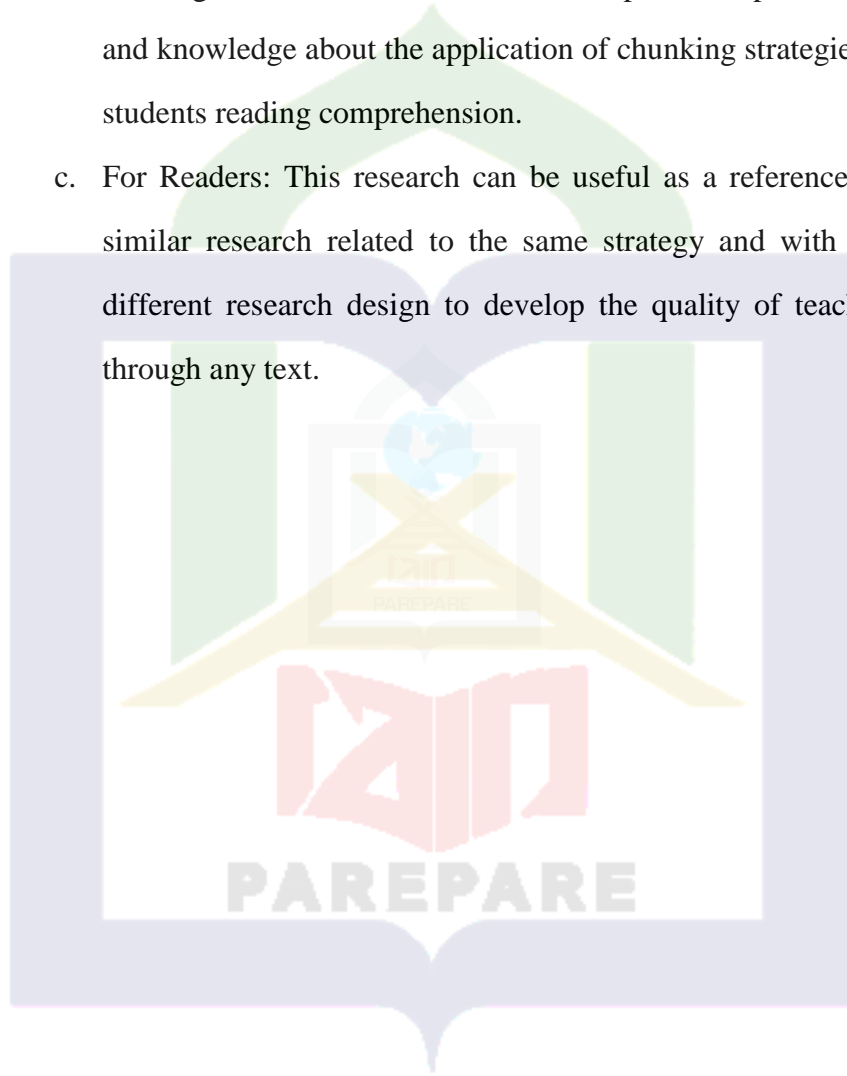 and knowledge about the application of chunking strategie
students reading comprehension.
c. For Readers: This research can be useful as a reference
similar research related to the same strategy and with
different research design to develop the quality of teac
through any text.
IAIN
PAREPARE
IAIN
PAREPARE